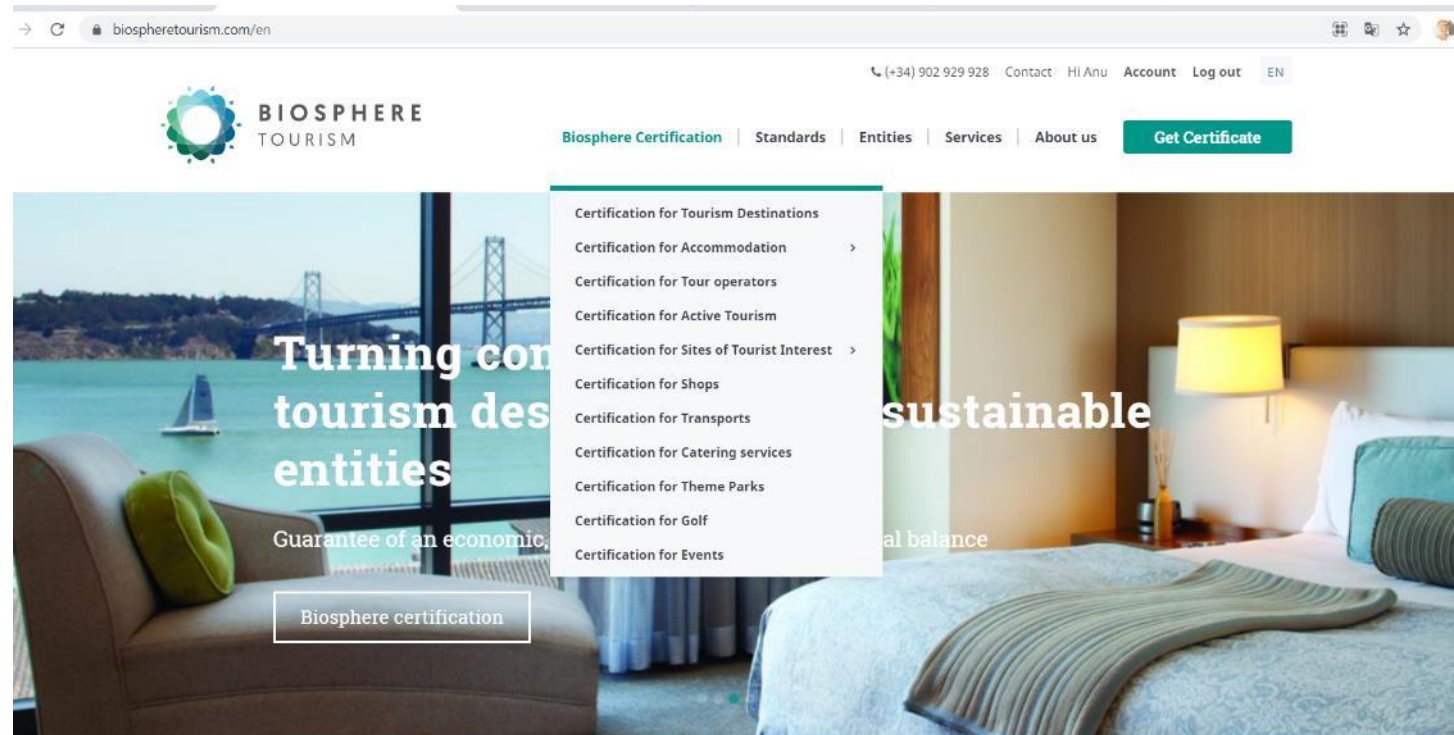 biospheretourism.com/en
(+34) 902 929 928 Contact Hi Anu Account Log out EN
BIOSPHERE
TOURISM
Biosphere Certification Standards Entities Services About us Get Certificate
Certification for Tourism Destinations
Certification for Accommodation >
Certification for Tour operators
Certification for Active Tourism
Certification for Sites of Tourist Interest >
Certification for Shops
Certification for Transports
Certification for Catering services
Certification for Theme Parks
Certification for Golf
Certification for Events
Turning con
tourism des sustainable
entities
Guarantee of an economic, al balance
Biosphere certification